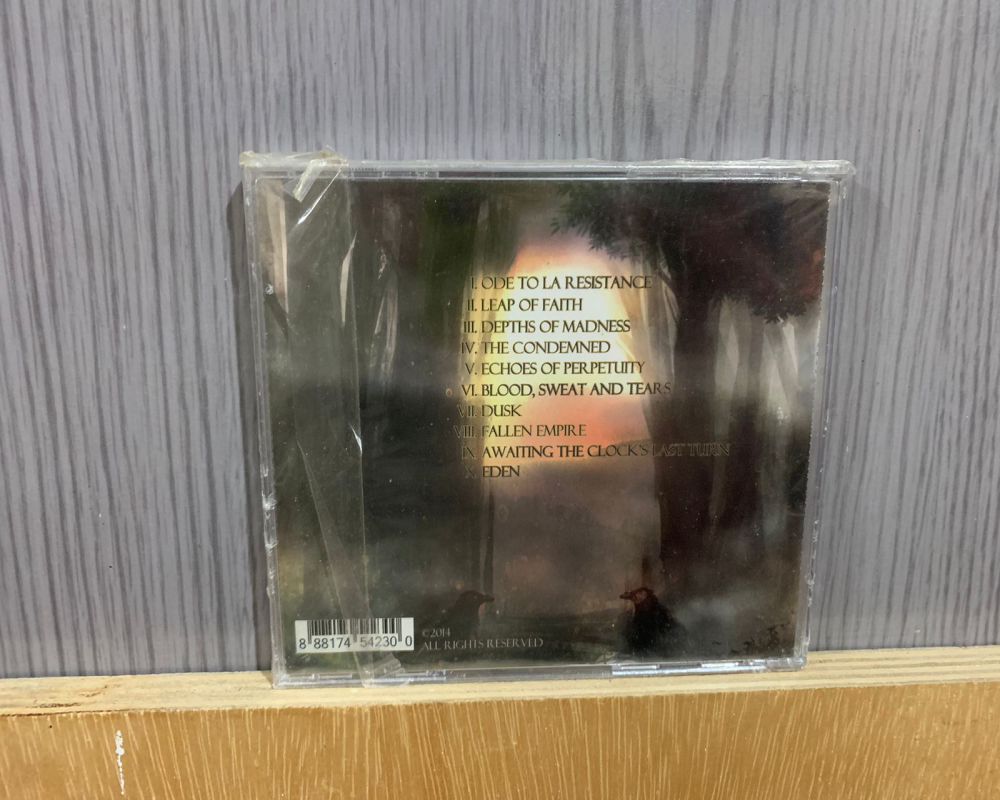 I. ODE TO LA RESISTANCE
II. LEAP OF FAITH
III. DEPTHS OF MADNESS
IV. THE CONDEMNED
V. ECHOES OF PERPETUITY
VI. BLOOD, SWEAT AND TEARS
VII. DUSK
VIII. FALLEN EMPIRE
IX. AWAITING THE CLOCK'S LAST TURN
X. EDEN
8 88174 54230 0
©2014
ALL RIGHTS RESERVED